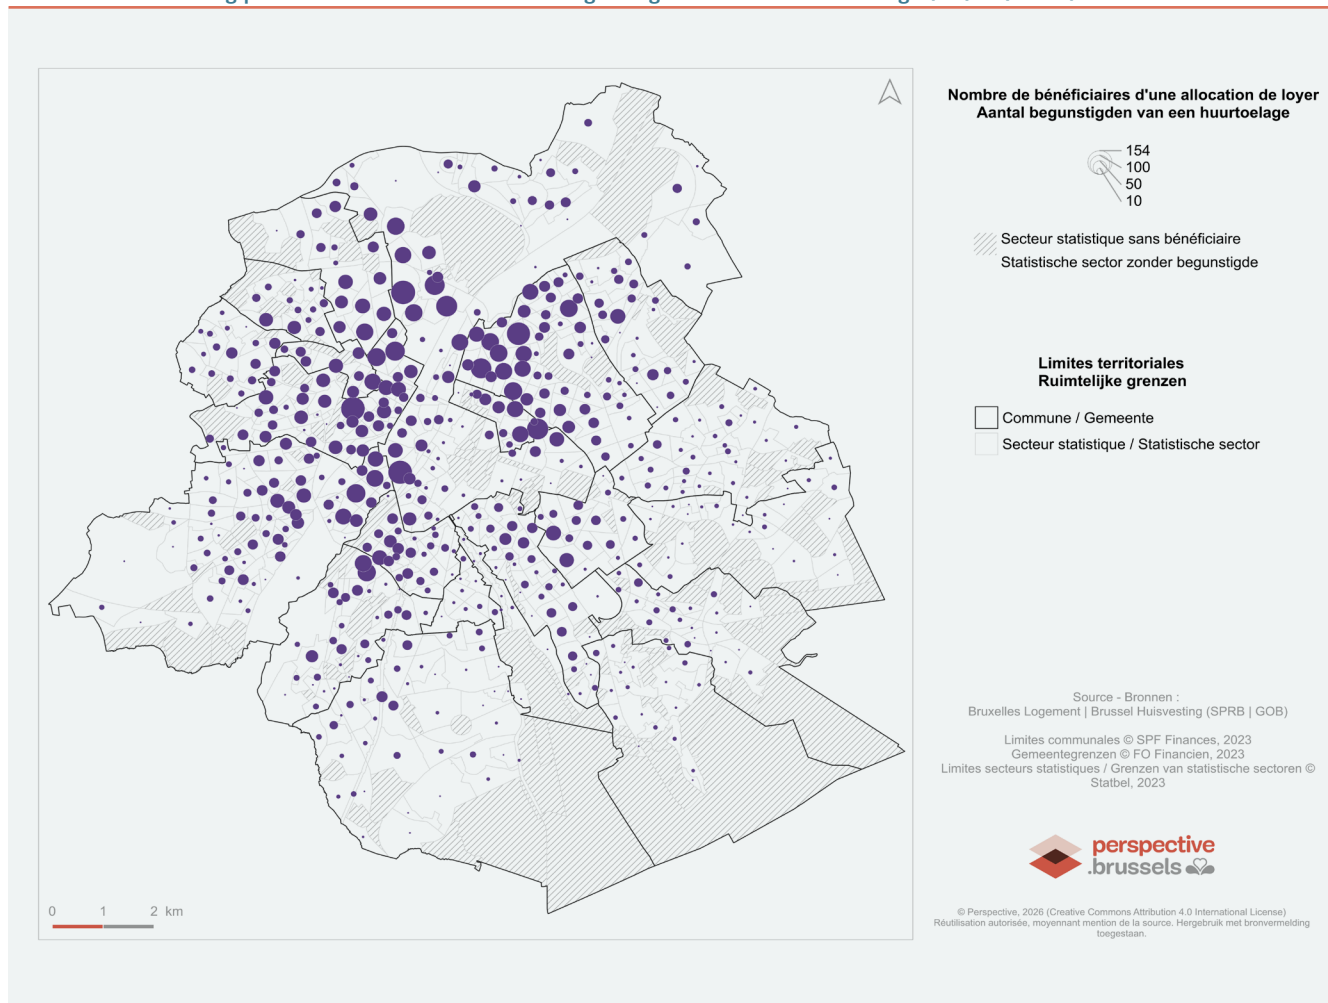 Nombre de bénéficiaires d'une allocation de loyer
Aantal begunstigden van een huurtoelage
154
100
50
10
Secteur statistique sans bénéficiaire
Statistische sector zonder begunstigde
Limites territoriales
Ruimtelijke grenzen
Commune / Gemeente
Secteur statistique / Statistische sector
Source - Bronnen :
Bruxelles Logement | Brussel Huisvesting (SPRB | GOB)
Limites communales © SPF Finances, 2023
Gemeentegrenzen © FO Financien, 2023
Limites secteurs statistiques / Grenzen van statistische sectoren ©
Statbel, 2023
perspective
.brussels
© Perspective, 2026 (Creative Commons Attribution 4.0 International License)
Réutilisation autorisée, moyennant mention de la source. Hergebruik met bronvermelding
toegestaan.
0 1 2 km